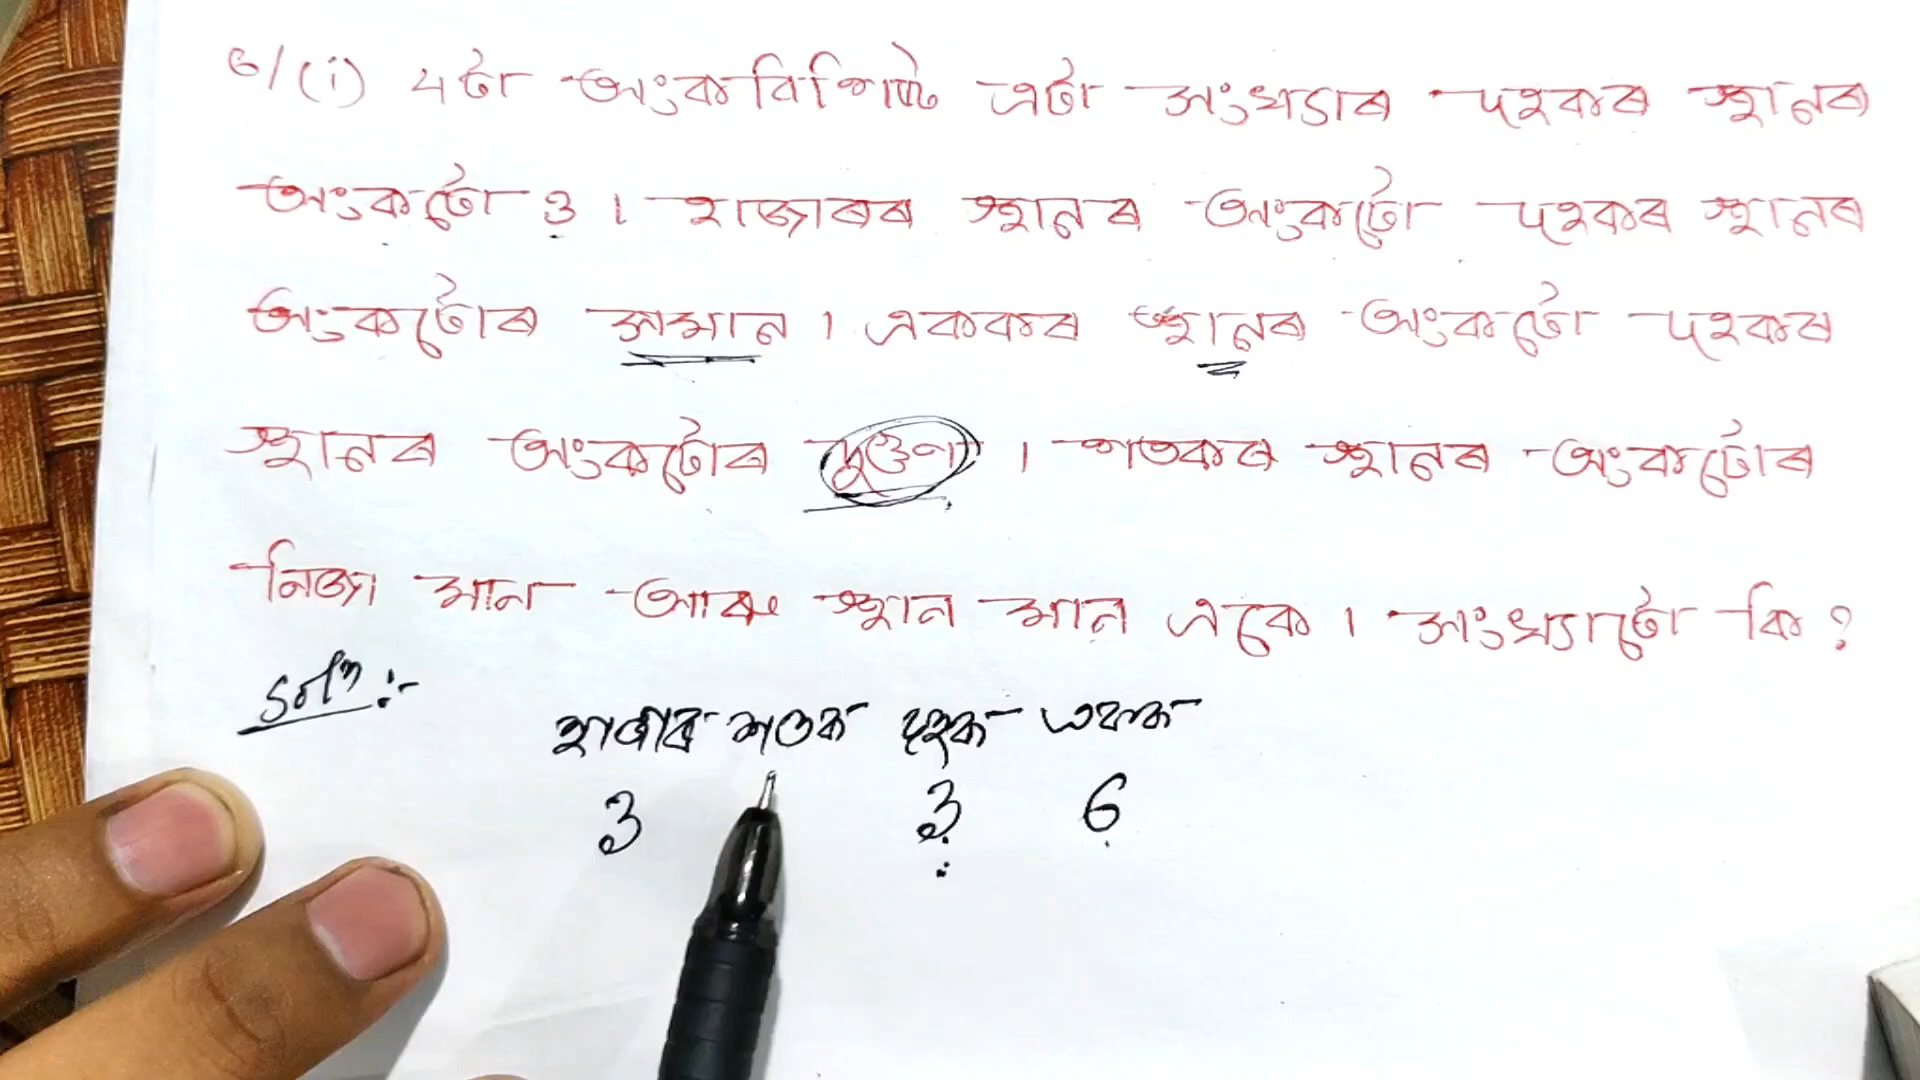 6/(i) 4টা অংকবিশিষ্ট এটা সংখ্যাৰ দহকৰ স্থানৰ
অংকটো 3। হাজাৰৰ স্থানৰ অংকটো দহকৰ স্থানৰ
অংকটোৰ সমান। এককৰ স্থানৰ অংকটো দহকৰ
স্থানৰ অংকটোৰ দুগুণ। শতকৰ স্থানৰ অংকটোৰ
নিজা মান আৰু স্থান মান একে। সংখ্যাটো কি?
Solⁿ :-
হাজাৰ শতক দহক একক
3 3 6